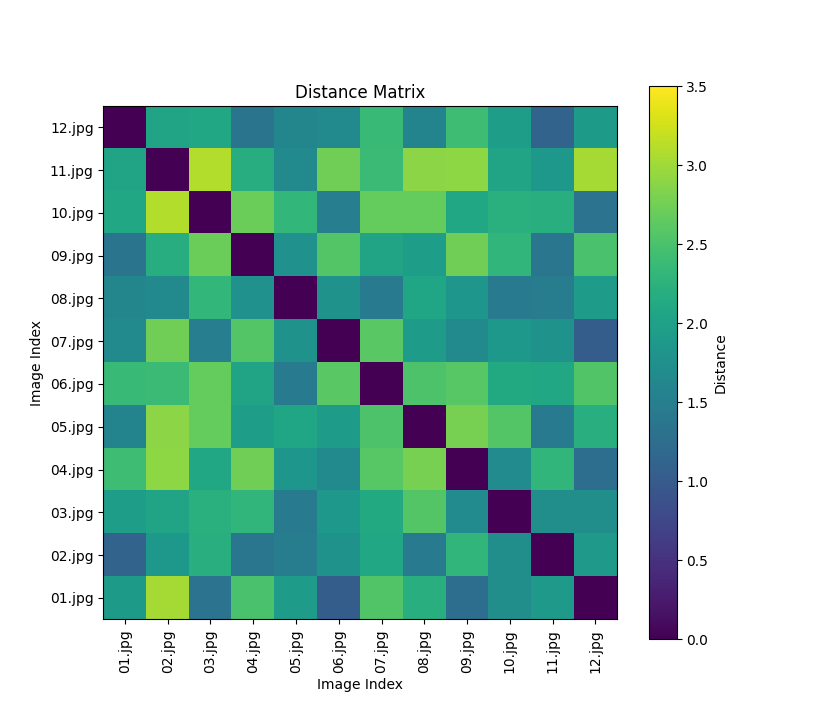 Distance Matrix
Image Index
12.jpg
11.jpg
10.jpg
09.jpg
08.jpg
07.jpg
06.jpg
05.jpg
04.jpg
03.jpg
02.jpg
01.jpg
01.jpg
02.jpg
03.jpg
04.jpg
05.jpg
06.jpg
07.jpg
08.jpg
09.jpg
10.jpg
11.jpg
12.jpg
Image Index
3.5
3.0
2.5
2.0
1.5
1.0
0.5
0.0
Distance